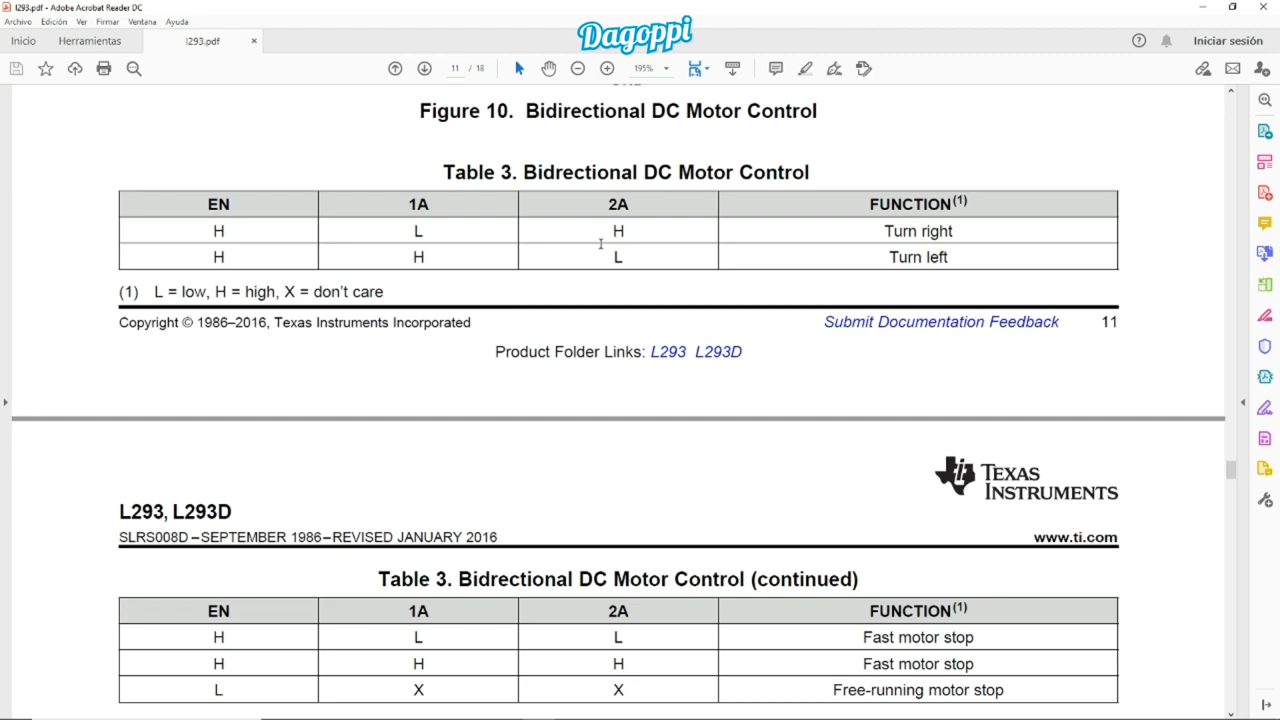 l293.pdf - Adobe Acrobat Reader DC
Archivo Edición Ver Firmar Ventana Ayuda
Dagoppi
Inicio Herramientas l293.pdf × Iniciar sesión
11 / 18 195%
Figure 10. Bidirectional DC Motor Control
Table 3. Bidrectional DC Motor Control
EN 1A 2A FUNCTION(1)
H L H Turn right
H H L Turn left
(1) L = low, H = high, X = don't care
Copyright © 1986–2016, Texas Instruments Incorporated Submit Documentation Feedback 11
Product Folder Links: L293 L293D
TEXAS
INSTRUMENTS
L293, L293D
SLRS008D –SEPTEMBER 1986–REVISED JANUARY 2016 www.ti.com
Table 3. Bidrectional DC Motor Control (continued)
EN 1A 2A FUNCTION(1)
H L L Fast motor stop
H H H Fast motor stop
L X X Free-running motor stop